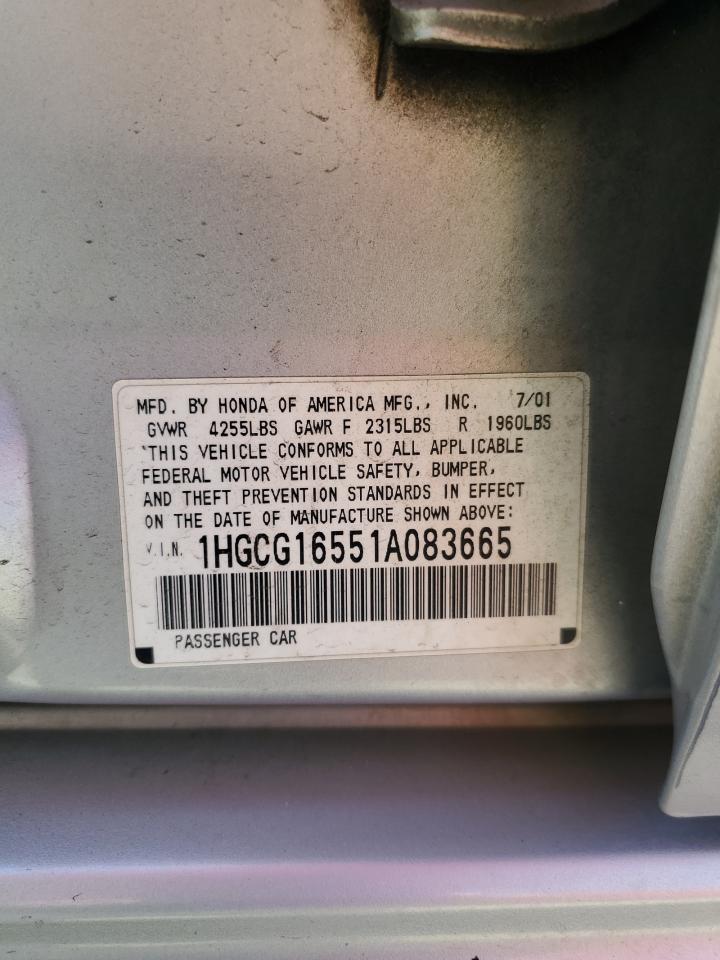 MFD. BY HONDA OF AMERICA MFG., INC. 7/01
GVWR 4255LBS GAWR F 2315LBS R 1960LBS
"THIS VEHICLE CONFORMS TO ALL APPLICABLE
FEDERAL MOTOR VEHICLE SAFETY, BUMPER,
AND THEFT PREVENTION STANDARDS IN EFFECT
ON THE DATE OF MANUFACTURE SHOWN ABOVE:
V.I.N. 1HGCG16551A083665
PASSENGER CAR